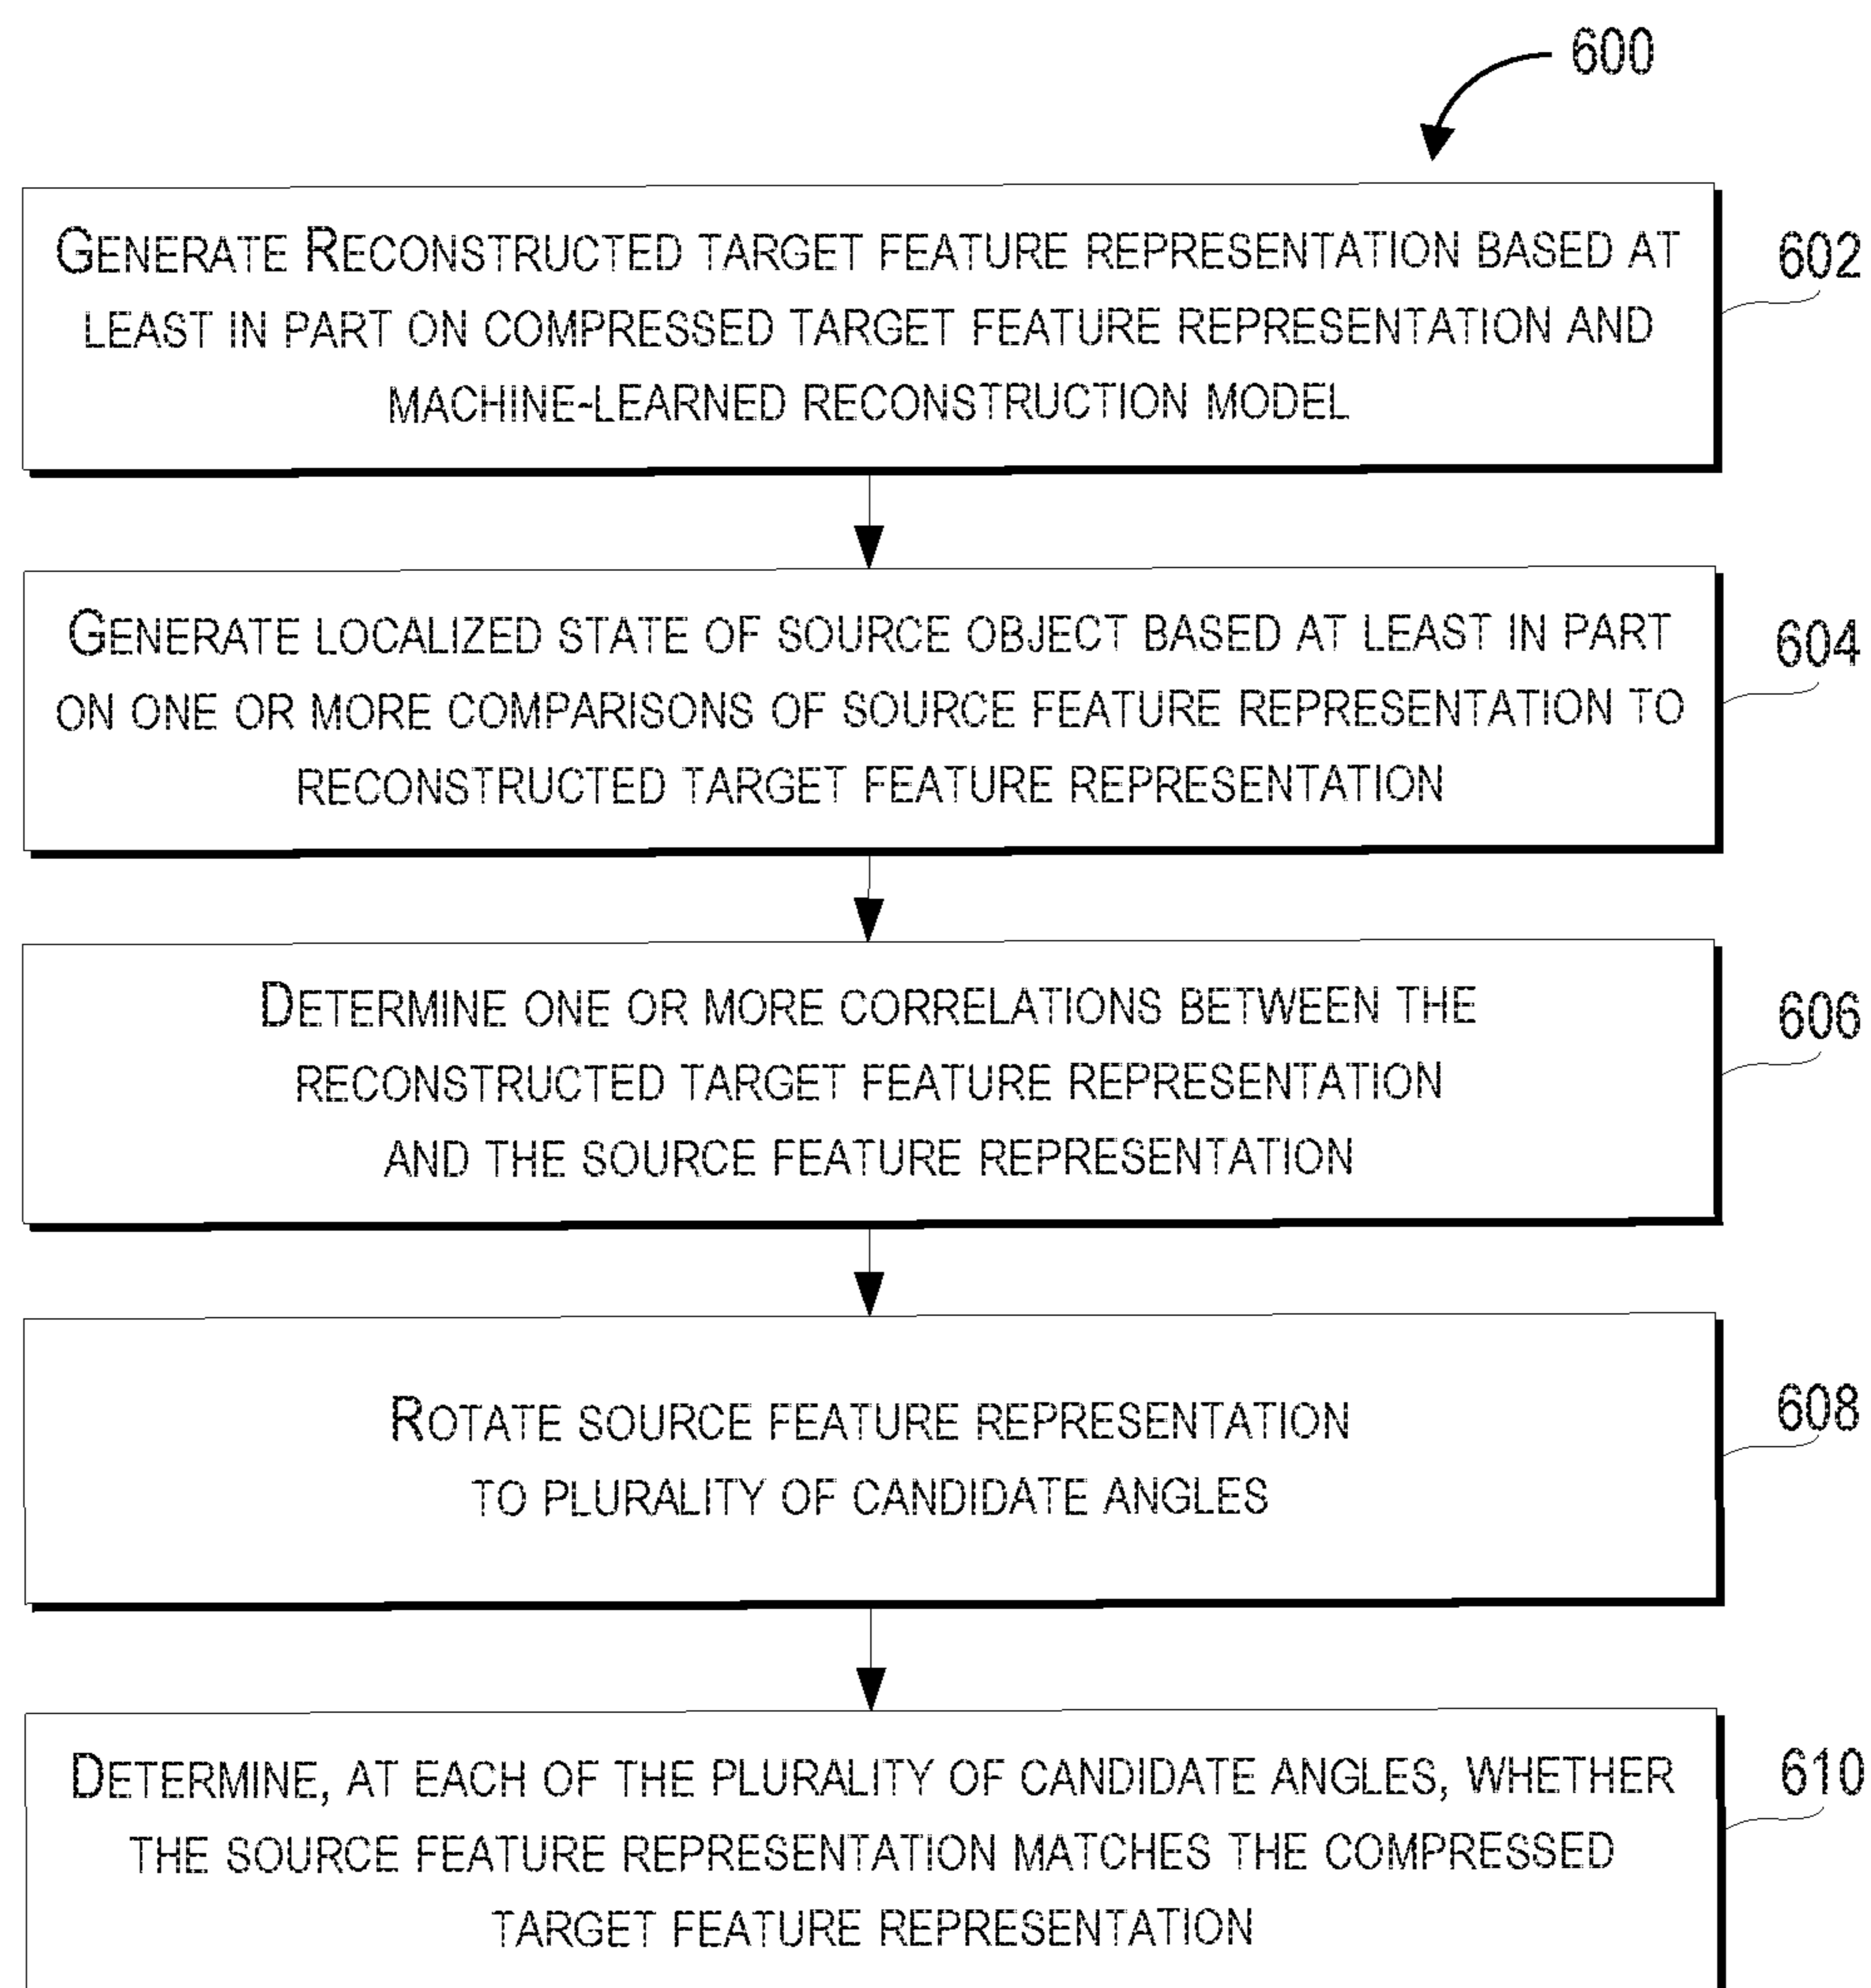 600
GENERATE RECONSTRUCTED TARGET FEATURE REPRESENTATION BASED AT
LEAST IN PART ON COMPRESSED TARGET FEATURE REPRESENTATION AND
MACHINE-LEARNED RECONSTRUCTION MODEL
602
GENERATE LOCALIZED STATE OF SOURCE OBJECT BASED AT LEAST IN PART
ON ONE OR MORE COMPARISONS OF SOURCE FEATURE REPRESENTATION TO
RECONSTRUCTED TARGET FEATURE REPRESENTATION
604
DETERMINE ONE OR MORE CORRELATIONS BETWEEN THE
RECONSTRUCTED TARGET FEATURE REPRESENTATION
AND THE SOURCE FEATURE REPRESENTATION
606
ROTATE SOURCE FEATURE REPRESENTATION
TO PLURALITY OF CANDIDATE ANGLES
608
DETERMINE, AT EACH OF THE PLURALITY OF CANDIDATE ANGLES, WHETHER
THE SOURCE FEATURE REPRESENTATION MATCHES THE COMPRESSED
TARGET FEATURE REPRESENTATION
610